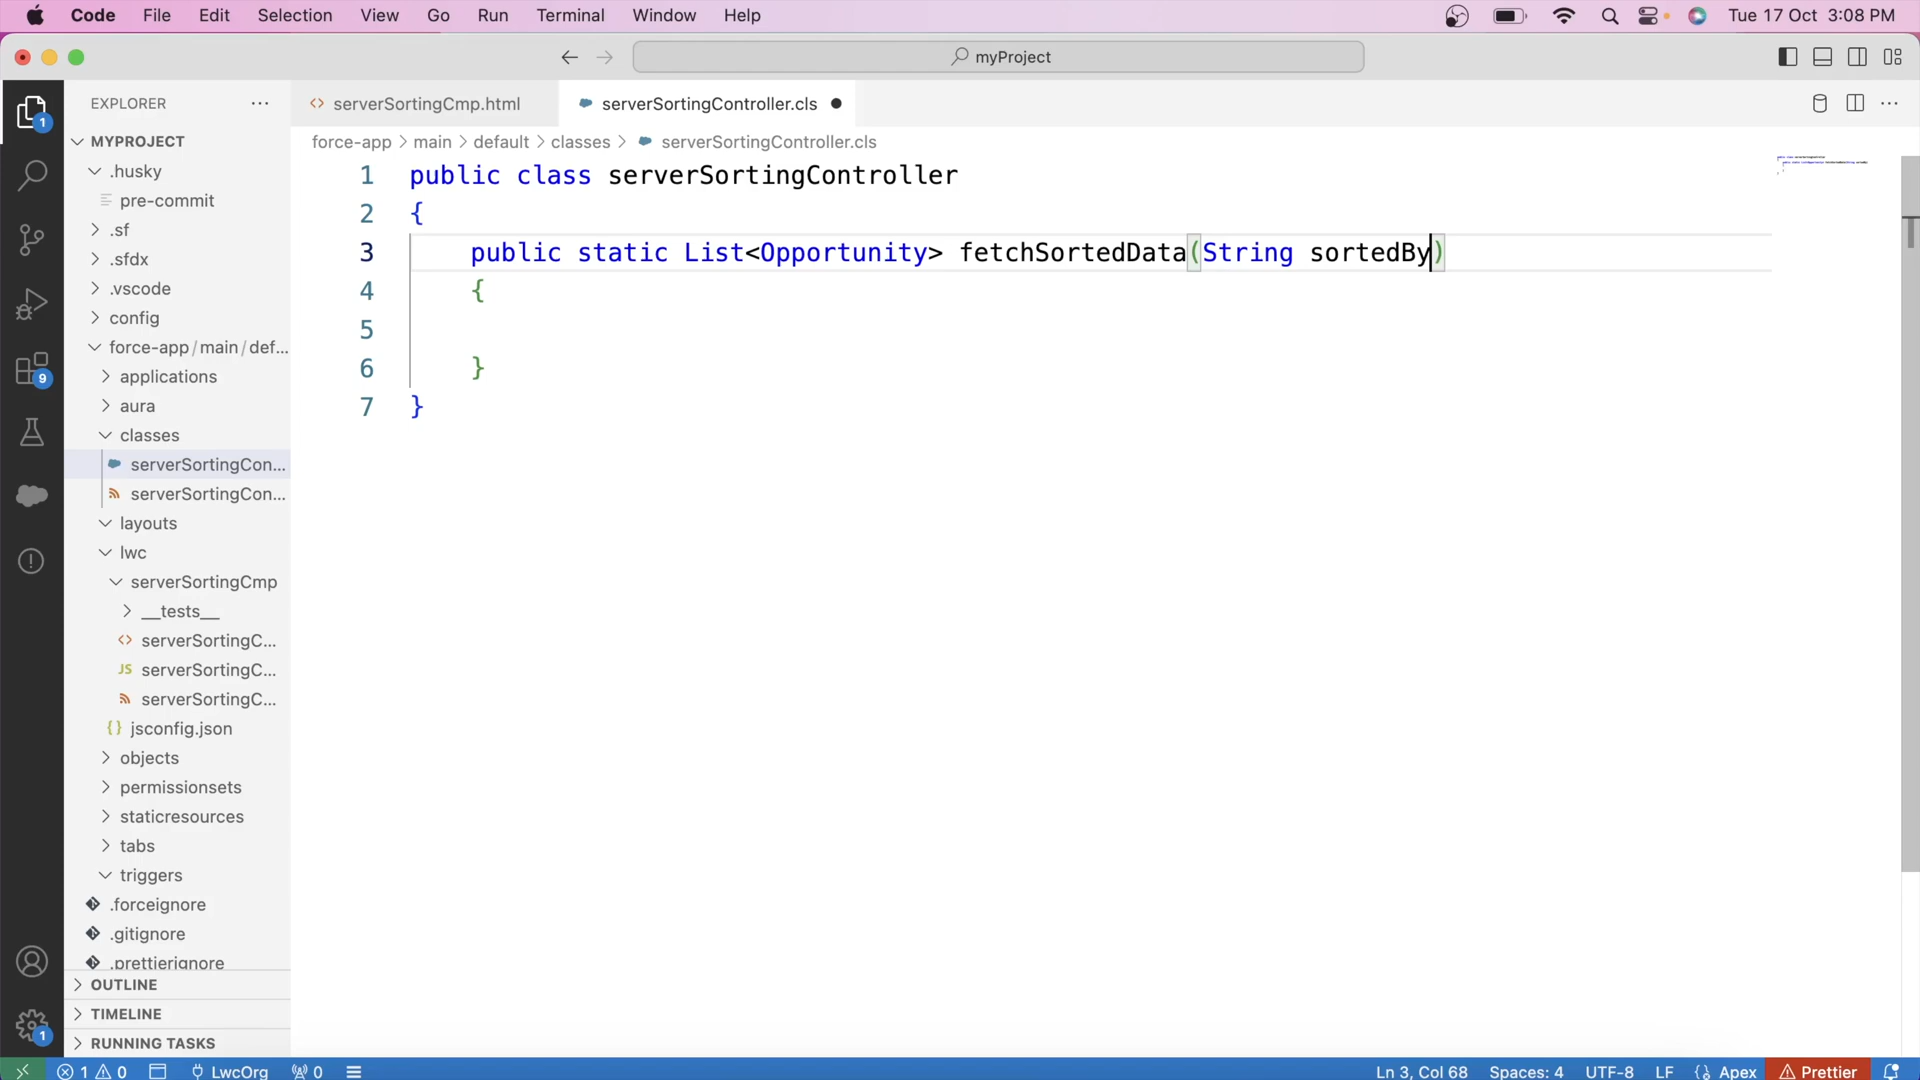 Code File Edit Selection View Go Run Terminal Window Help Tue 17 Oct 3:08 PM
myProject
EXPLORER
serverSortingCmp.html
serverSortingController.cls
MYPROJECT
.husky
pre-commit
.sf
.sfdx
.vscode
config
force-app/main/def...
applications
aura
classes
serverSortingCon...
serverSortingCon...
layouts
lwc
serverSortingCmp
__tests__
serverSortingC...
JS serverSortingC...
serverSortingC...
{} jsconfig.json
objects
permissionsets
staticresources
tabs
triggers
.forceignore
.gitignore
.prettierignore
OUTLINE
TIMELINE
RUNNING TASKS
1
9
1
force-app > main > default > classes > serverSortingController.cls
1 public class serverSortingController
2 {
3 public static List<Opportunity> fetchSortedData(String sortedBy)
4 {
5
6 }
7 }
1 0 LwcOrg 0 Ln 3, Col 68 Spaces: 4 UTF-8 LF {} Apex Prettier